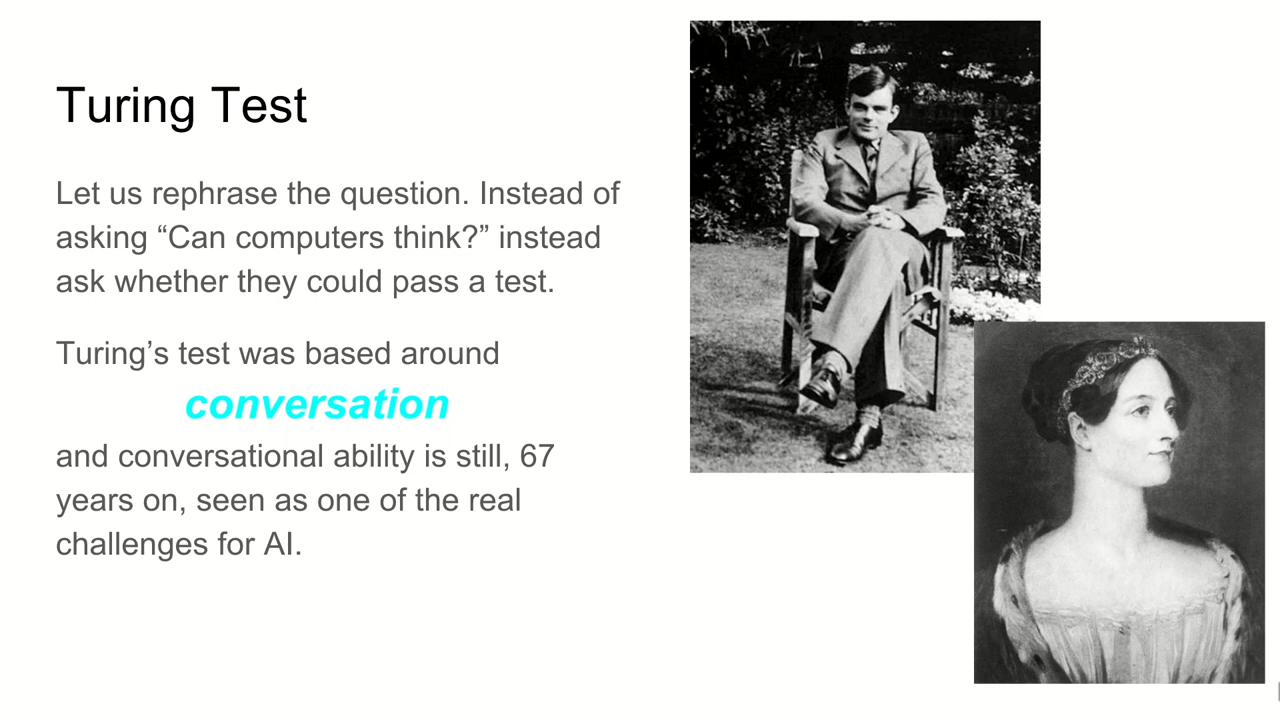 Turing Test
Let us rephrase the question. Instead of
asking “Can computers think?” instead
ask whether they could pass a test.
Turing’s test was based around
conversation
and conversational ability is still, 67
years on, seen as one of the real
challenges for AI.